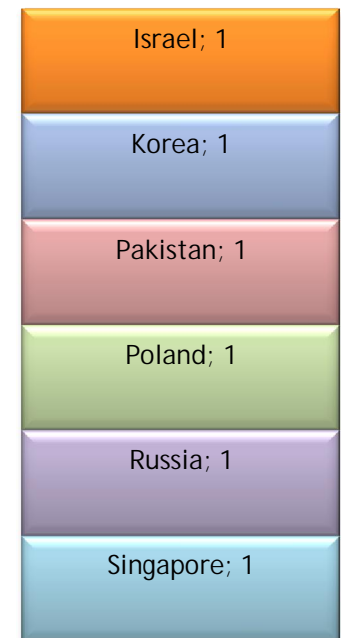 Israel; 1
Korea; 1
Pakistan; 1
Poland; 1
Russia; 1
Singapore; 1